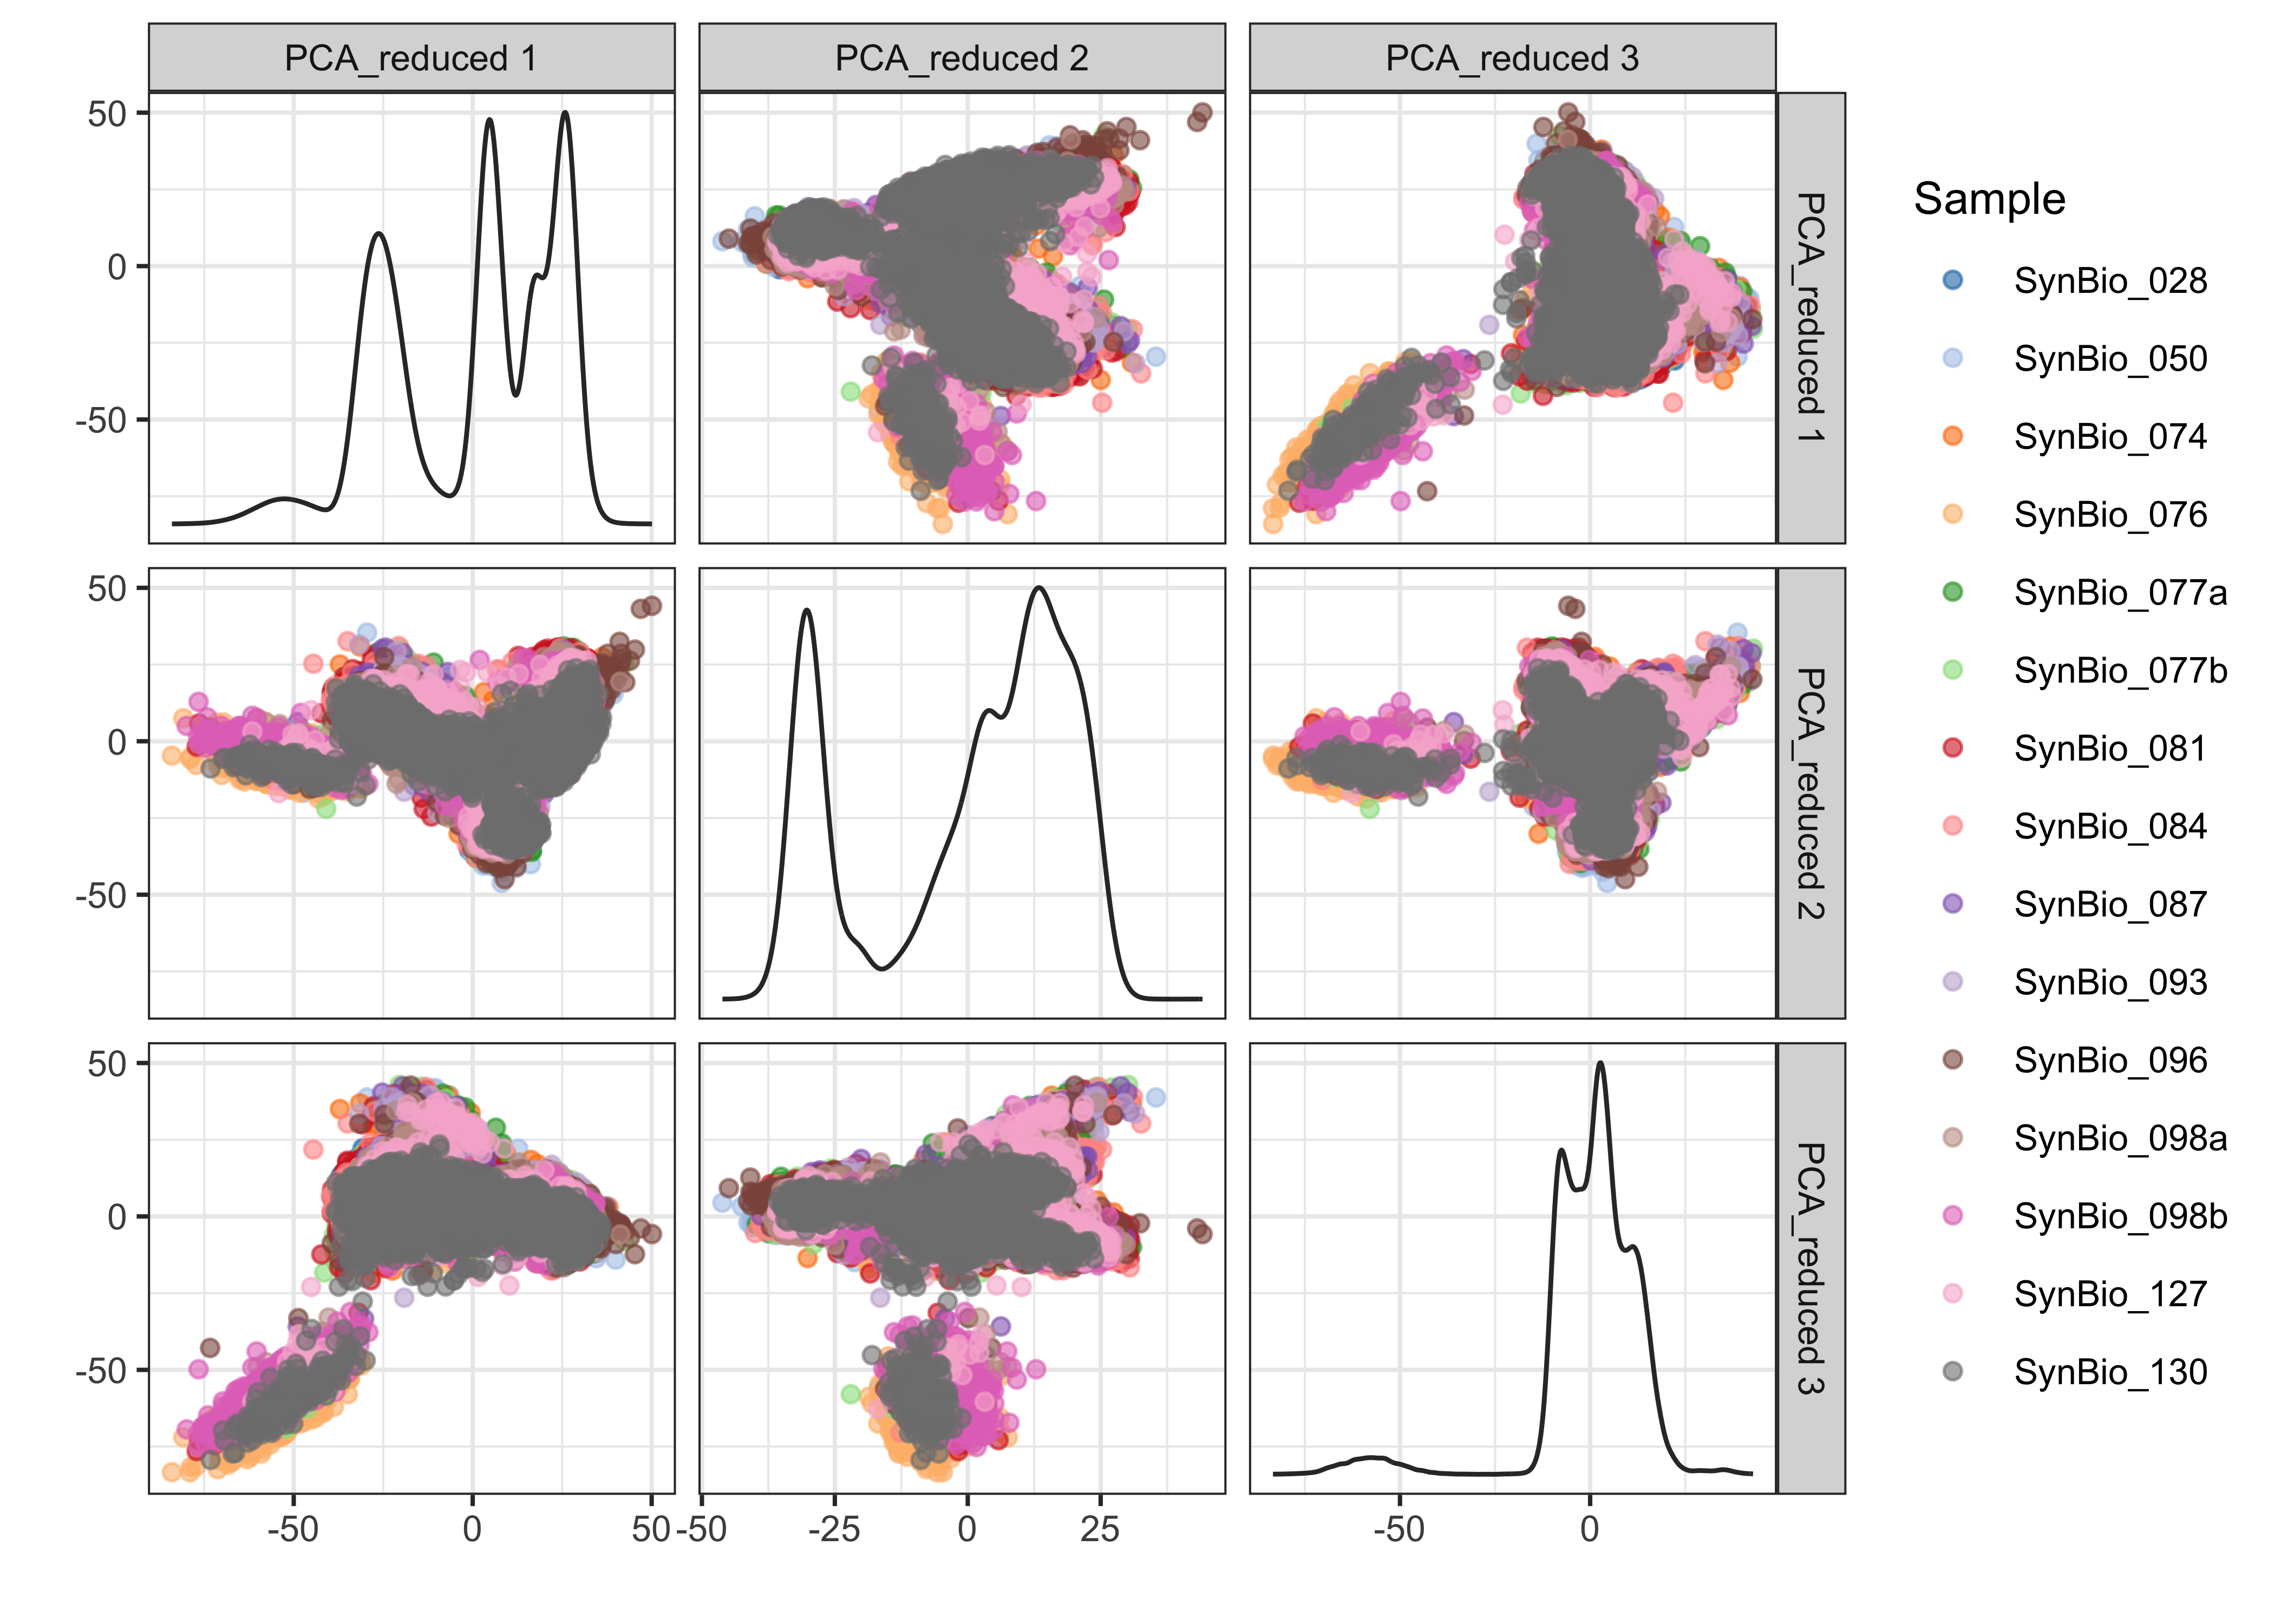 PCA_reduced 1
PCA_reduced 2
PCA_reduced 3
50
0
-50
PCA_reduced 1
50
0
-50
PCA_reduced 2
50
0
-50
PCA_reduced 3
-50
0
50
-50
-25
0
25
-50
0
Sample
SynBio_028
SynBio_050
SynBio_074
SynBio_076
SynBio_077a
SynBio_077b
SynBio_081
SynBio_084
SynBio_087
SynBio_093
SynBio_096
SynBio_098a
SynBio_098b
SynBio_127
SynBio_130